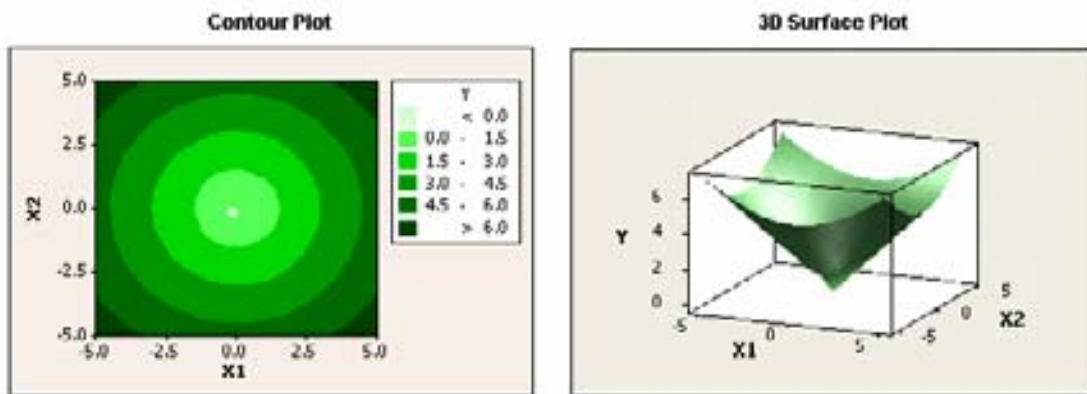 Contour Plot
3D Surface Plot
5.0
2.5
0.0
-2.5
-5.0
X2
-5.0 -2.5 0.0 2.5 5.0
X1
Y
< 0.0
0.0 - 1.5
1.5 - 3.0
3.0 - 4.5
4.5 - 6.0
> 6.0
6
4
2
0
Y
-5 0 5
X1
-5 0 5
X2